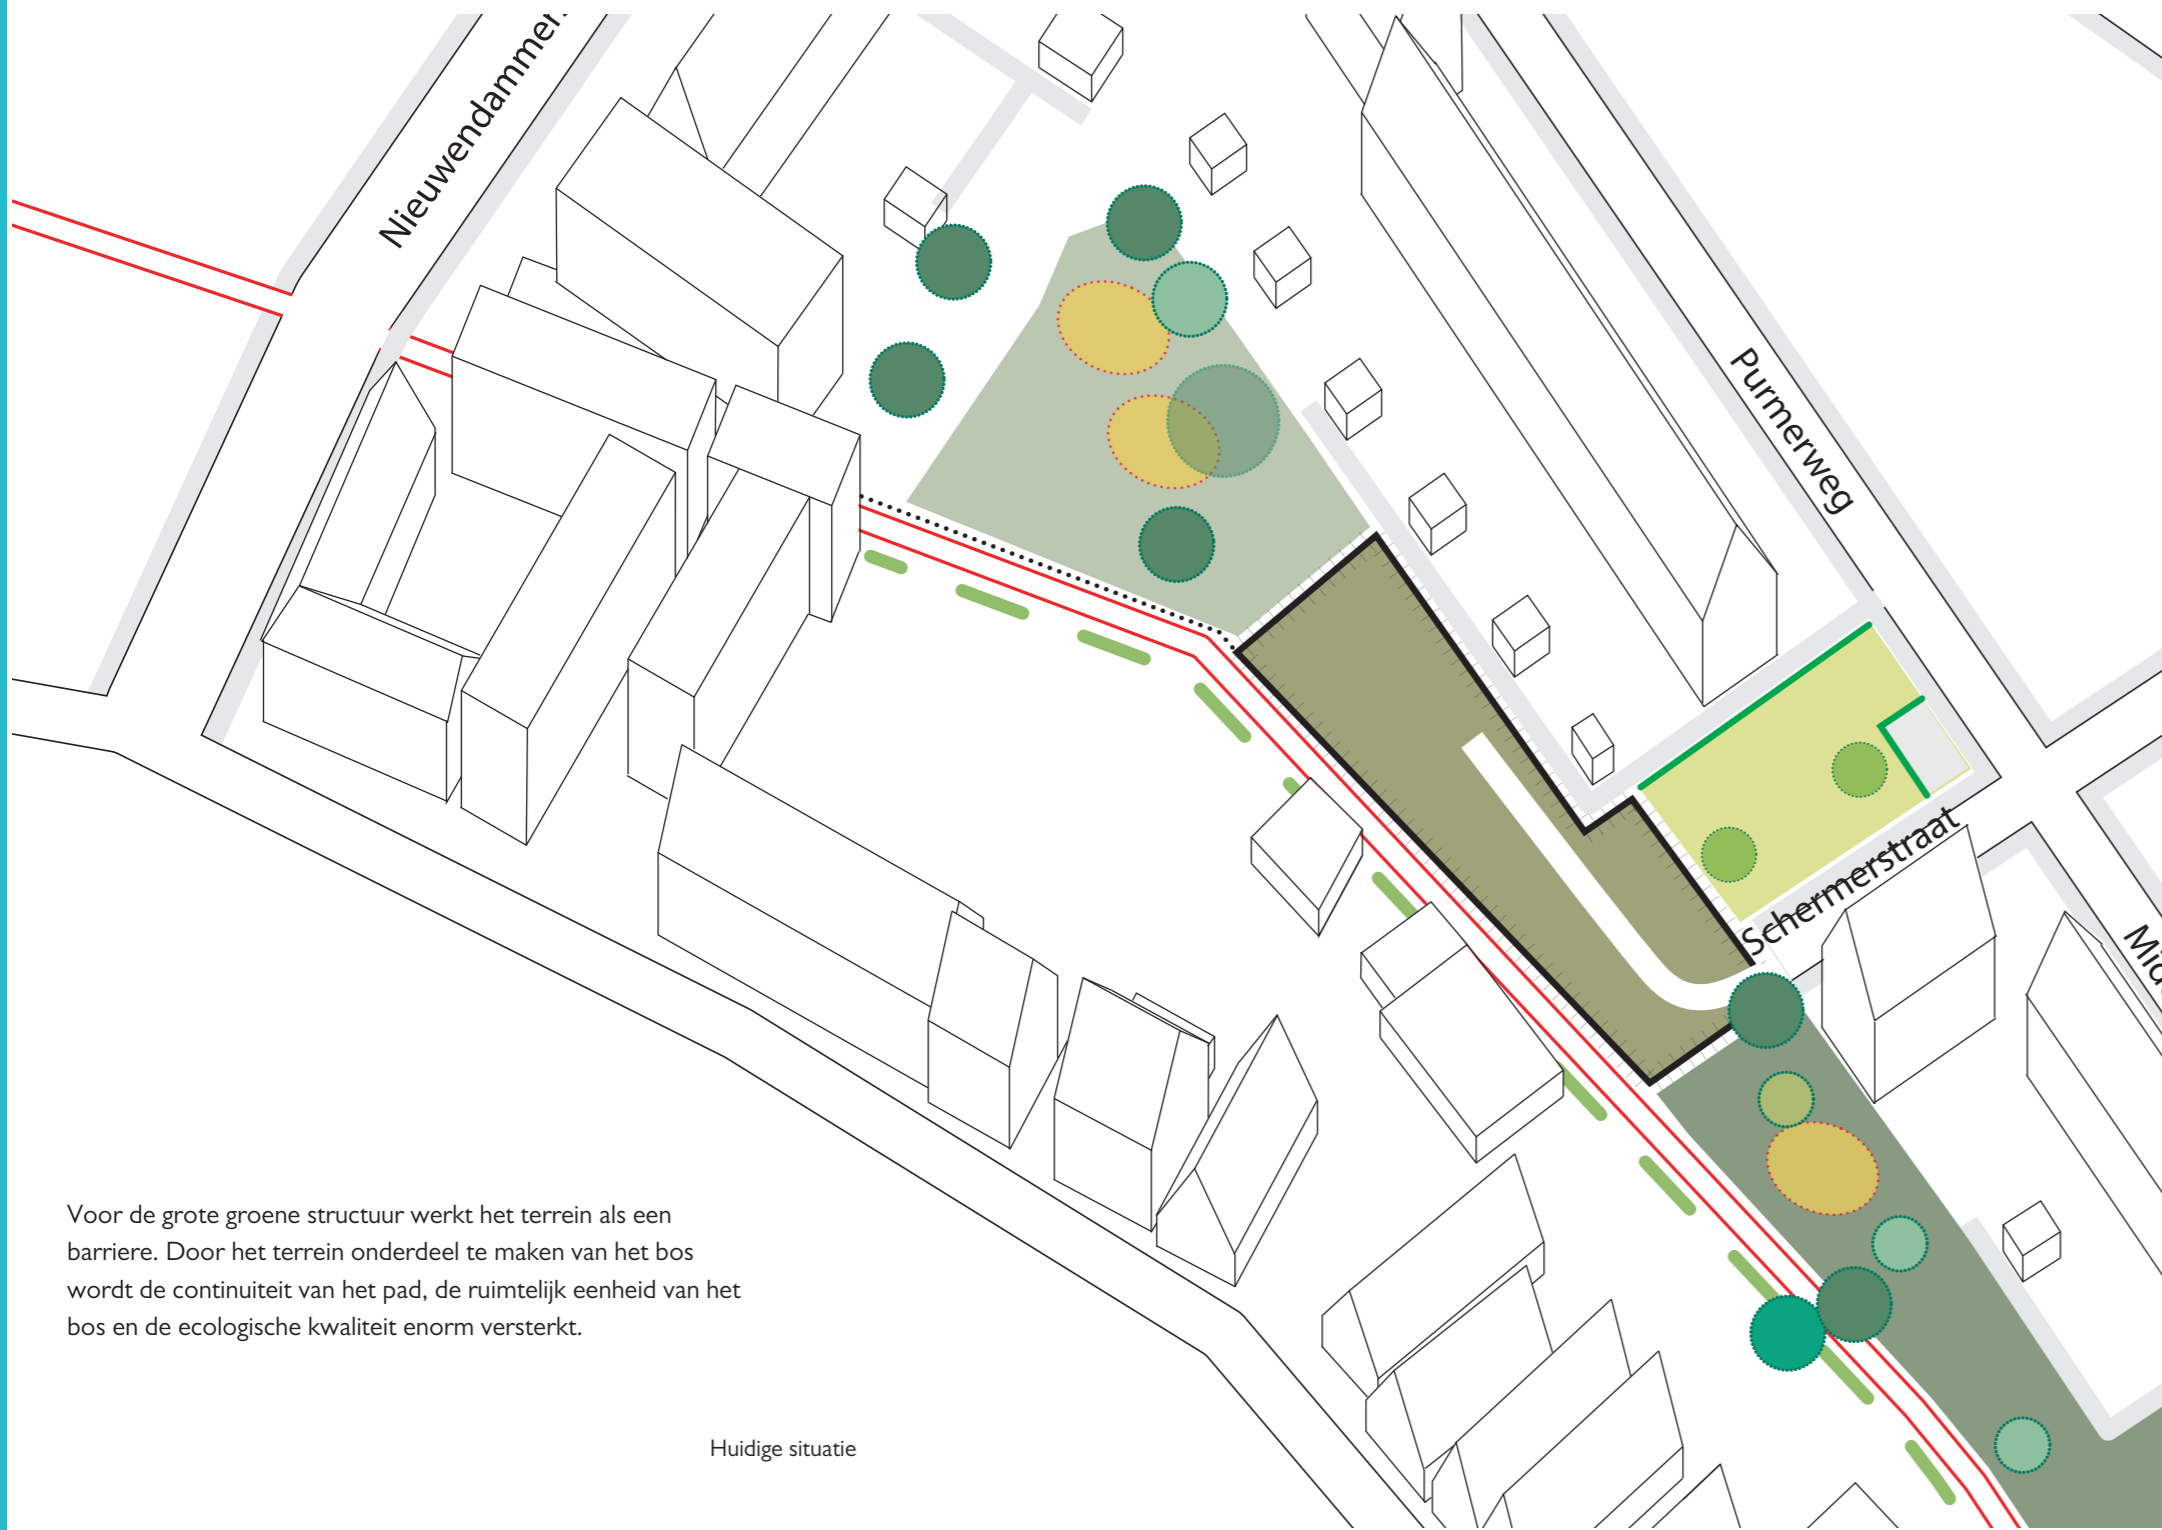 Nieuwendammer
Purmerweg
Schermerstraat
Voor de grote groene structuur werkt het terrein als een
barriere. Door het terrein onderdeel te maken van het bos
wordt de continuiteit van het pad, de ruimtelijk eenheid van het
bos en de ecologische kwaliteit enorm versterkt.
Huidige situatie